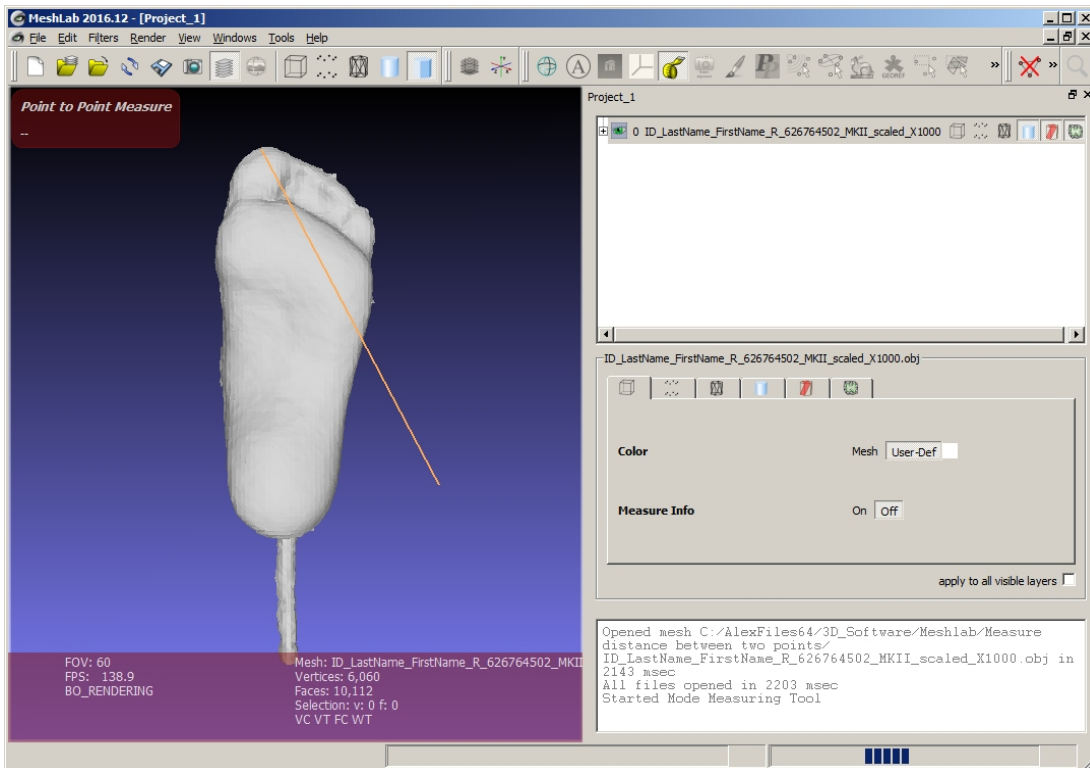 MeshLab 2016.12 - [Project_1]
File Edit Filters Render View Windows Tools Help
A
GEOREF
»
»
Point to Point Measure
--
Project_1
0 ID_LastName_FirstName_R_626764502_MKII_scaled_X1000
ID_LastName_FirstName_R_626764502_MKII_scaled_X1000.obj
Color Mesh User-Def
Measure Info On Off
apply to all visible layers
Opened mesh C:/AlexFiles64/3D_Software/Meshlab/Measure
distance between two points/
ID_LastName_FirstName_R_626764502_MKII_scaled_X1000.obj in
2143 msec
All files opened in 2203 msec
Started Mode Measuring Tool
FOV: 60
FPS: 138.9
BO_RENDERING
Mesh: ID_LastName_FirstName_R_626764502_MKII
Vertices: 6,060
Faces: 10,112
Selection: v: 0 f: 0
VC VT FC WT